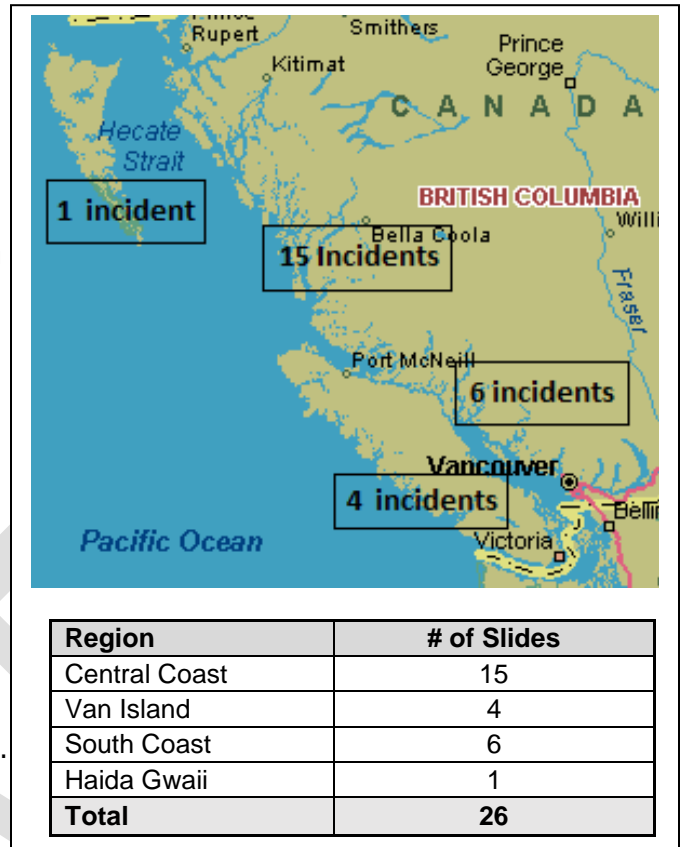 Rupert
Smithers
Prince
George
Kitimat
CANADA
Hecate
Strait
BRITISH COLUMBIA
1 incident
Bella Coola
15 Incidents
Fraser
Port McNeill
6 incidents
Vancouver
4 incidents
Pacific Ocean
Victoria
Region # of Slides
Central Coast 15
Van Island 4
South Coast 6
Haida Gwaii 1
Total 26